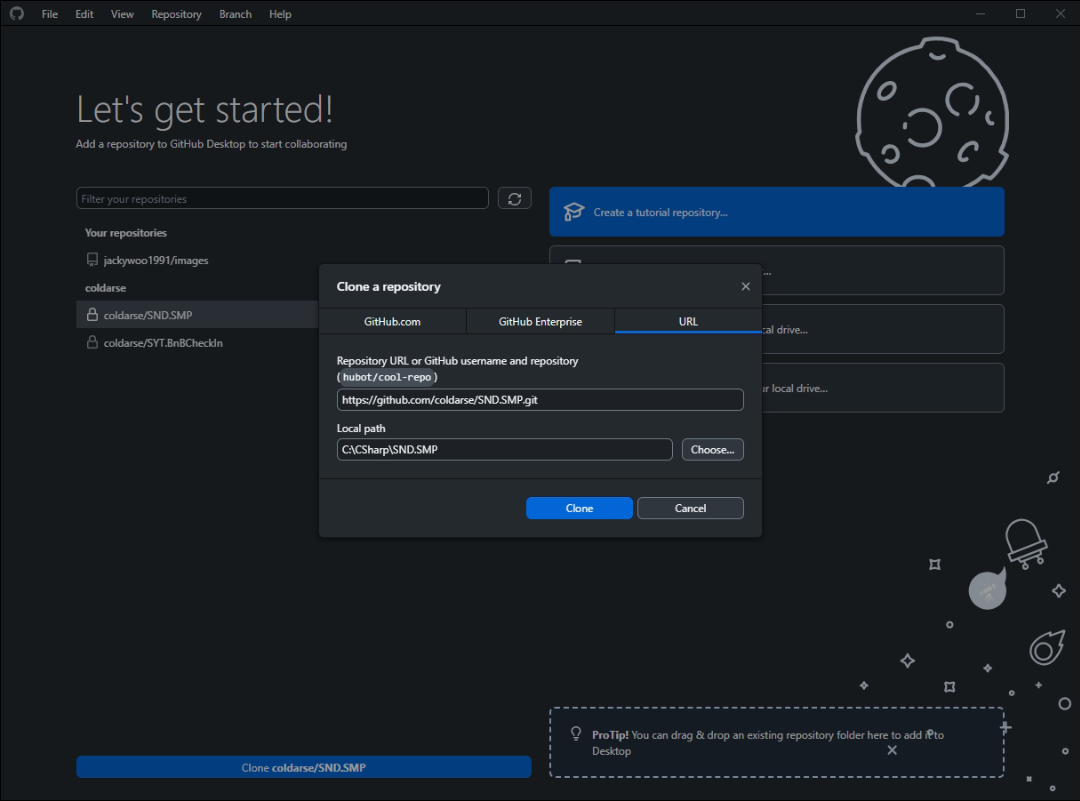 File Edit View Repository Branch Help
Let's get started!
Add a repository to GitHub Desktop to start collaborating
Filter your repositories
Your repositories
jackywoo1991/images
coldarse
coldarse/SND.SMP
coldarse/SYT.BnBCheckIn
Clone coldarse/SND.SMP
Create a tutorial repository...
...
cal drive...
r local drive...
Clone a repository
GitHub.com GitHub Enterprise URL
Repository URL or GitHub username and repository
(hubot/cool-repo)
https://github.com/coldarse/SND.SMP.git
Local path
C:\CSharp\SND.SMP Choose...
Clone Cancel
ProTip! You can drag & drop an existing repository folder here to add it to
Desktop